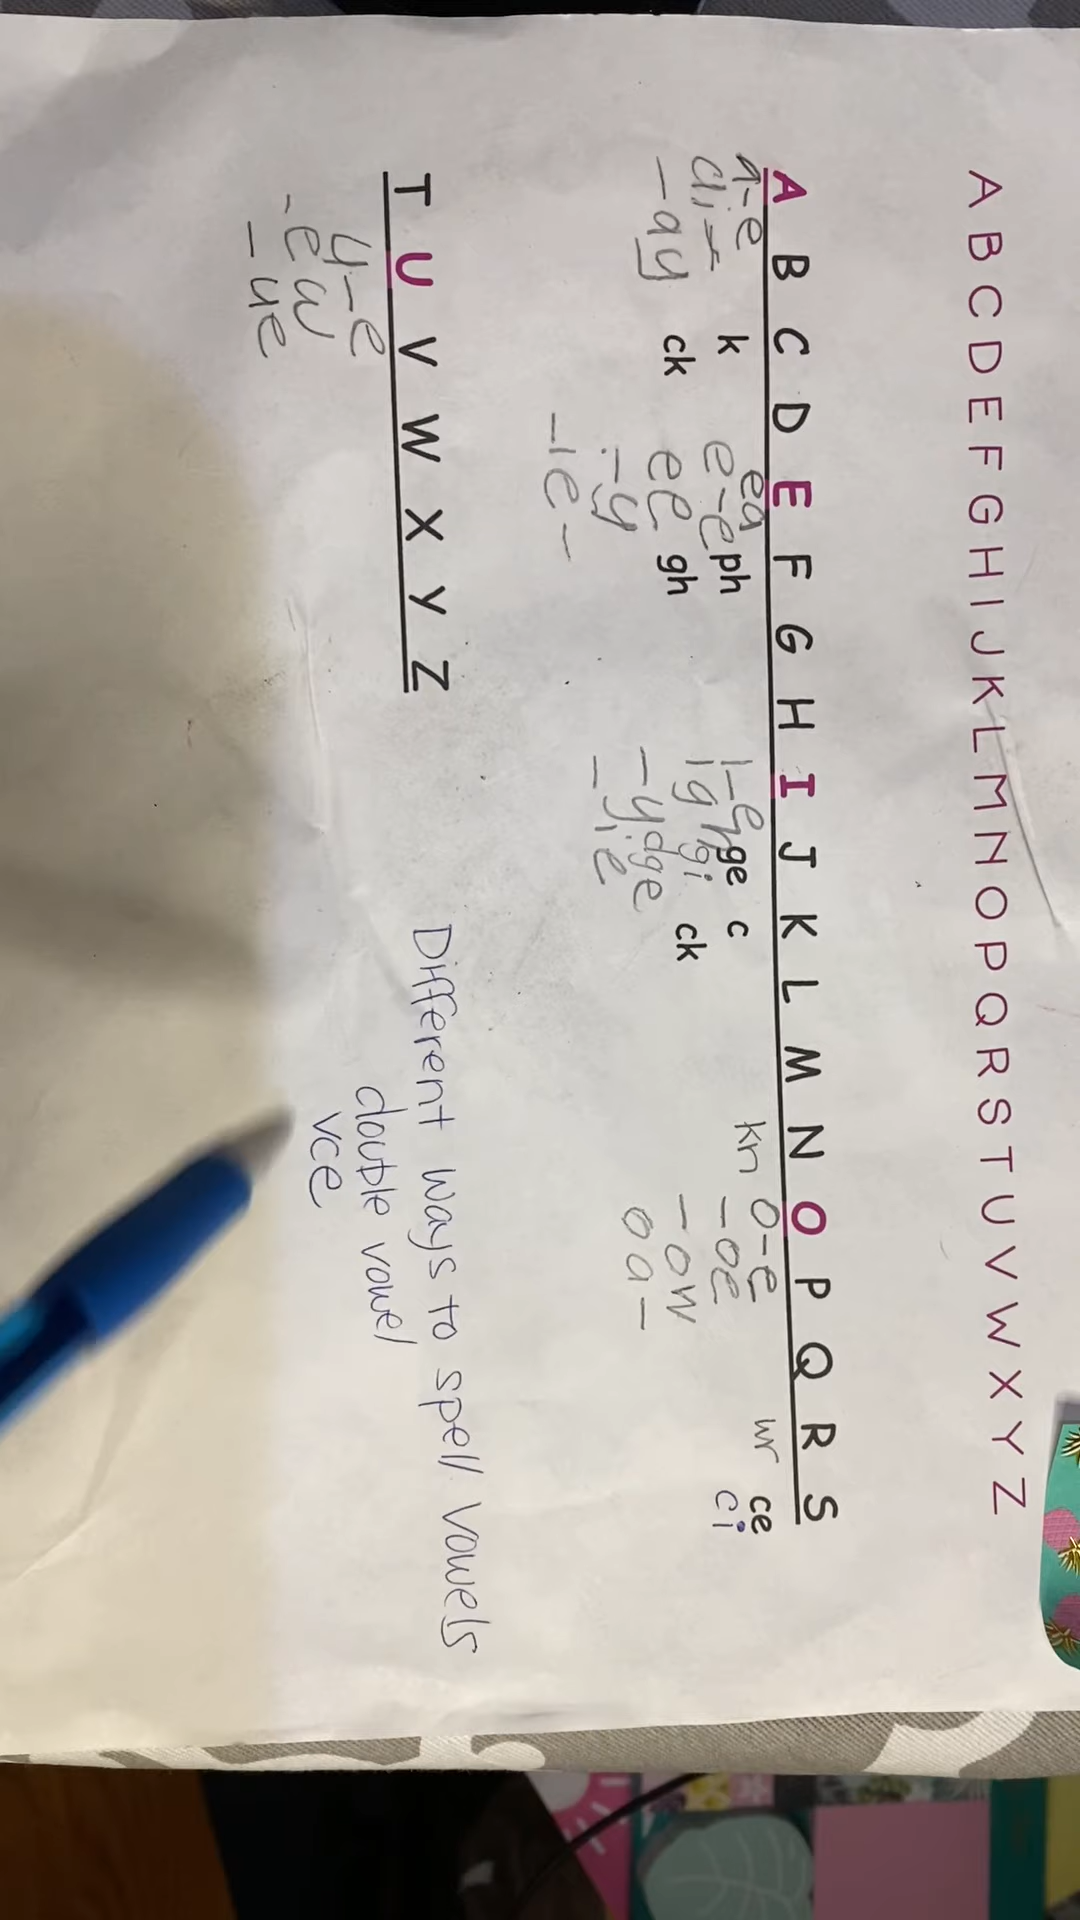 A B C D E F G H I J K L M N O P Q R S T U V W X Y Z
A B C D E F G H I J K L M N O P Q R S
a-e k ea ph i-e ge c kn o-e wr ce
ai- ck e-e gh igh gi ck -oe ci
-ay ee -y dge -ow
-y -ie oa-
-ie-
T U V W X Y Z
u-e
-ew
-ue
Different ways to spell vowels
double vowel
vce